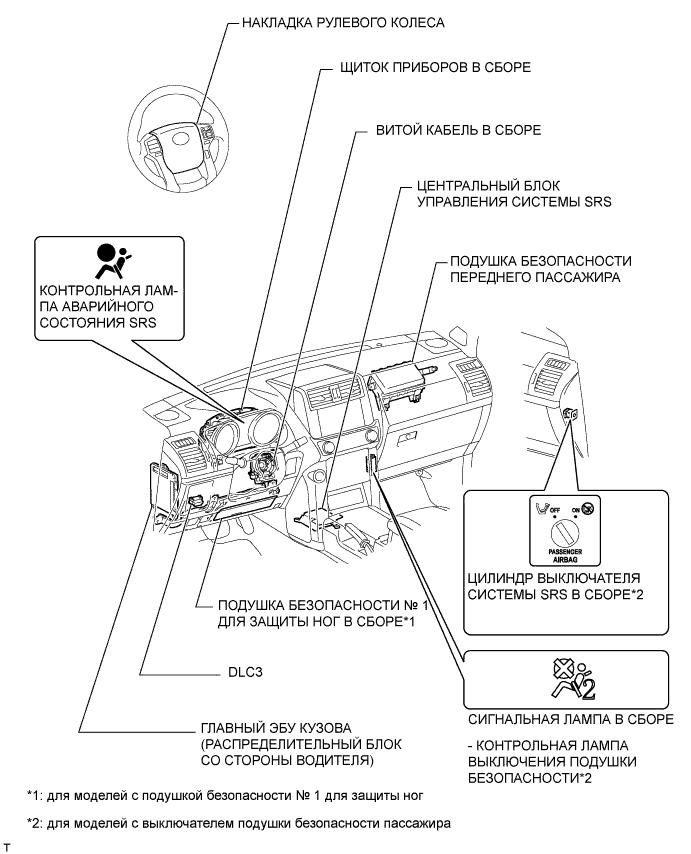 НАКЛАДКА РУЛЕВОГО КОЛЕСА
ЩИТОК ПРИБОРОВ В СБОРЕ
ВИТОЙ КАБЕЛЬ В СБОРЕ
ЦЕНТРАЛЬНЫЙ БЛОК
УПРАВЛЕНИЯ СИСТЕМЫ SRS
ПОДУШКА БЕЗОПАСНОСТИ
ПЕРЕДНЕГО ПАССАЖИРА
КОНТРОЛЬНАЯ ЛАМ-
ПА АВАРИЙНОГО
СОСТОЯНИЯ SRS
OFF ON
PASSENGER
AIRBAG
ЦИЛИНДР ВЫКЛЮЧАТЕЛЯ
СИСТЕМЫ SRS В СБОРЕ*2
ПОДУШКА БЕЗОПАСНОСТИ № 1
ДЛЯ ЗАЩИТЫ НОГ В СБОРЕ*1
DLC3
2
СИГНАЛЬНАЯ ЛАМПА В СБОРЕ
- КОНТРОЛЬНАЯ ЛАМПА
ВЫКЛЮЧЕНИЯ ПОДУШКИ
БЕЗОПАСНОСТИ*2
ГЛАВНЫЙ ЭБУ КУЗОВА
(РАСПРЕДЕЛИТЕЛЬНЫЙ БЛОК
СО СТОРОНЫ ВОДИТЕЛЯ)
*1: для моделей с подушкой безопасности № 1 для защиты ног
*2: для моделей с выключателем подушки безопасности пассажира
T